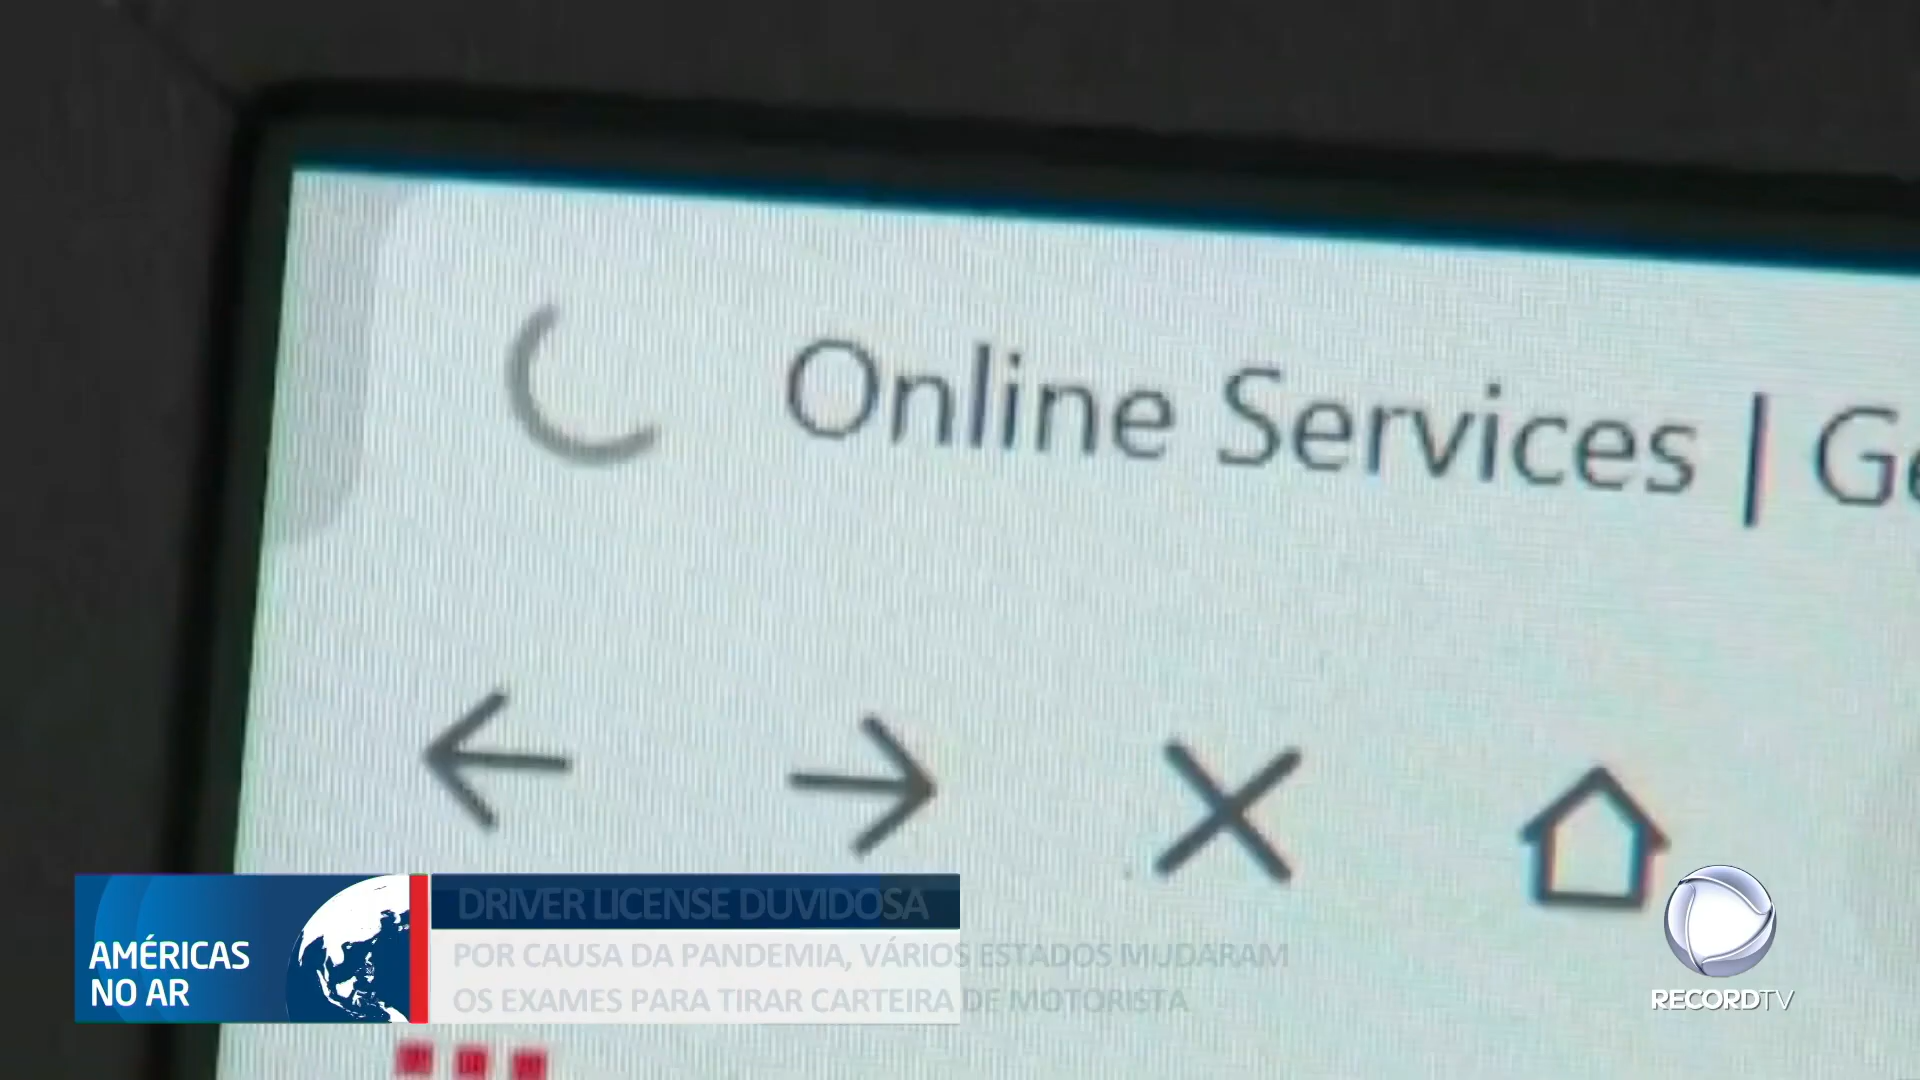 Online Services | Ge
DRIVER LICENSE DUVIDOSA
AMÉRICAS
NO AR
POR CAUSA DA PANDEMIA, VÁRIOS ESTADOS MUDARAM
OS EXAMES PARA TIRAR CARTEIRA DE MOTORISTA
RECORDTV